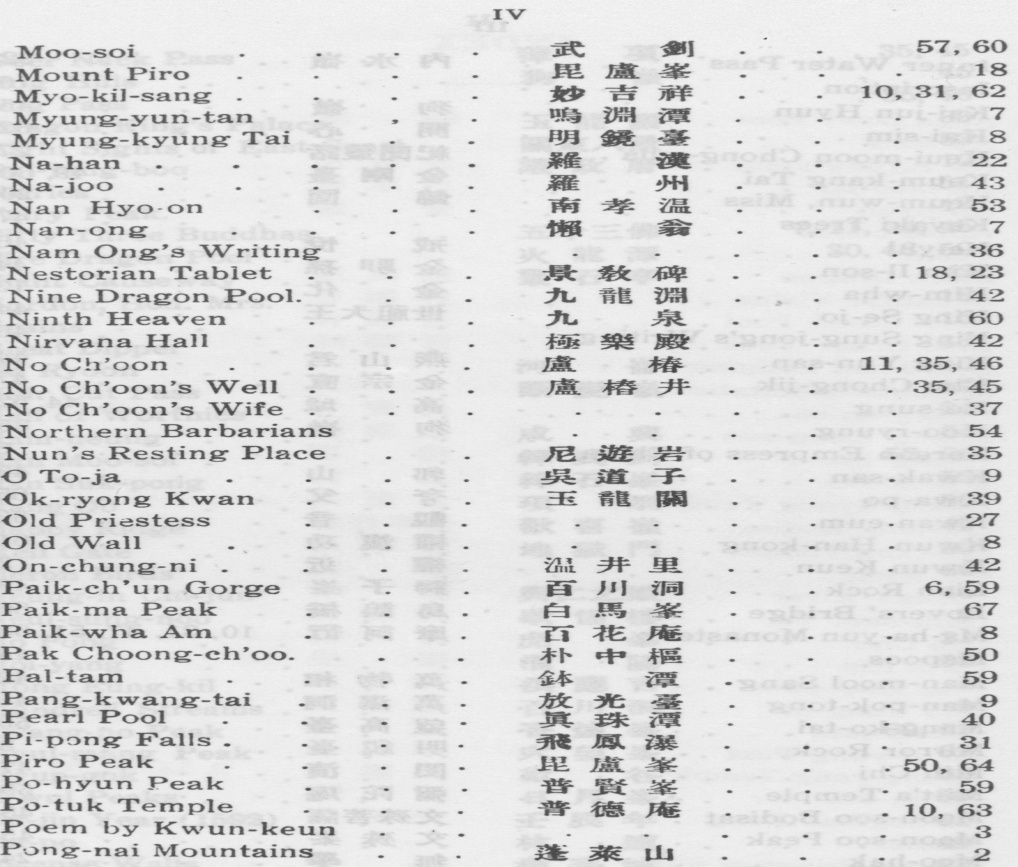 IV
Moo-soi . . . . . 武 劍 . . . 57, 60
Mount Piro . . . . . 毘 盧 峯 . . . 18
Myo-kil-sang . . . . . 妙 吉 祥 . . 10, 31, 62
Myung-yun-tan . . . . 鳴 淵 潭 . . . 7
Myung-kyung Tai . . . . 明 鏡 臺 . . . 8
Na-han . . . . . . 羅 漢 . . . 22
Na-joo . . . . . . 羅 州 . . . 43
Nan Hyo-on . . . . . 南 孝 温 . . . 53
Nan-ong . . . . . . 懶 翁 . . . 7
Nam Ong's Writing . . . . . . . . 36
Nestorian Tablet . . . . 景 敎 碑 . . 18, 23
Nine Dragon Pool. . . . . 九 龍 淵 . . . 42
Ninth Heaven . . . . . 九 泉 . . . 60
Nirvana Hall . . . . . 極 樂 殿 . . . 42
No Ch'oon . . . . . 盧 椿 . . 11, 35, 46
No Ch'oon's Well . . . . 盧 椿 井 . . 35, 45
No Ch'oon's Wife . . . . . . . . 37
Northern Barbarians . . . . . . . 54
Nun's Resting Place . . . . 尼 遊 岩 . . . 35
O To-ja . . . . . . 吳 道 子 . . . 9
Ok-ryong Kwan . . . . . 玉 龍 關 . . . 39
Old Priestess . . . . . . . . 27
Old Wall . . . . . . . . . 8
On-chung-ni . . . . . 温 井 里 . . . 42
Paik-ch'un Gorge . . . . 百 川 洞 . . 6, 59
Paik-ma Peak . . . . . 白 馬 峯 . . . 67
Paik-wha Am . . . . . 百 花 庵 . . . 8
Pak Choong-ch'oo. . . . . 朴 中 樞 . . . 50
Pal-tam . . . . . . 鉢 潭 . . . 59
Pang-kwang-tai . . . . . 放 光 臺 . . . 9
Pearl Pool . . . . . 眞 珠 潭 . . . 40
Pi-pong Falls . . . . . 飛 鳳 瀑 . . . 31
Piro Peak . . . . . 毘 盧 峯 . . 50, 64
Po-hyun Peak . . . . . 普 賢 峯 . . . 59
Po-tuk Temple . . . . . 普 德 庵 . . 10, 63
Poem by Kwun-keun . . . . . . . 3
Pong-nai Mountains . . . . 蓬 萊 山 . . . 2